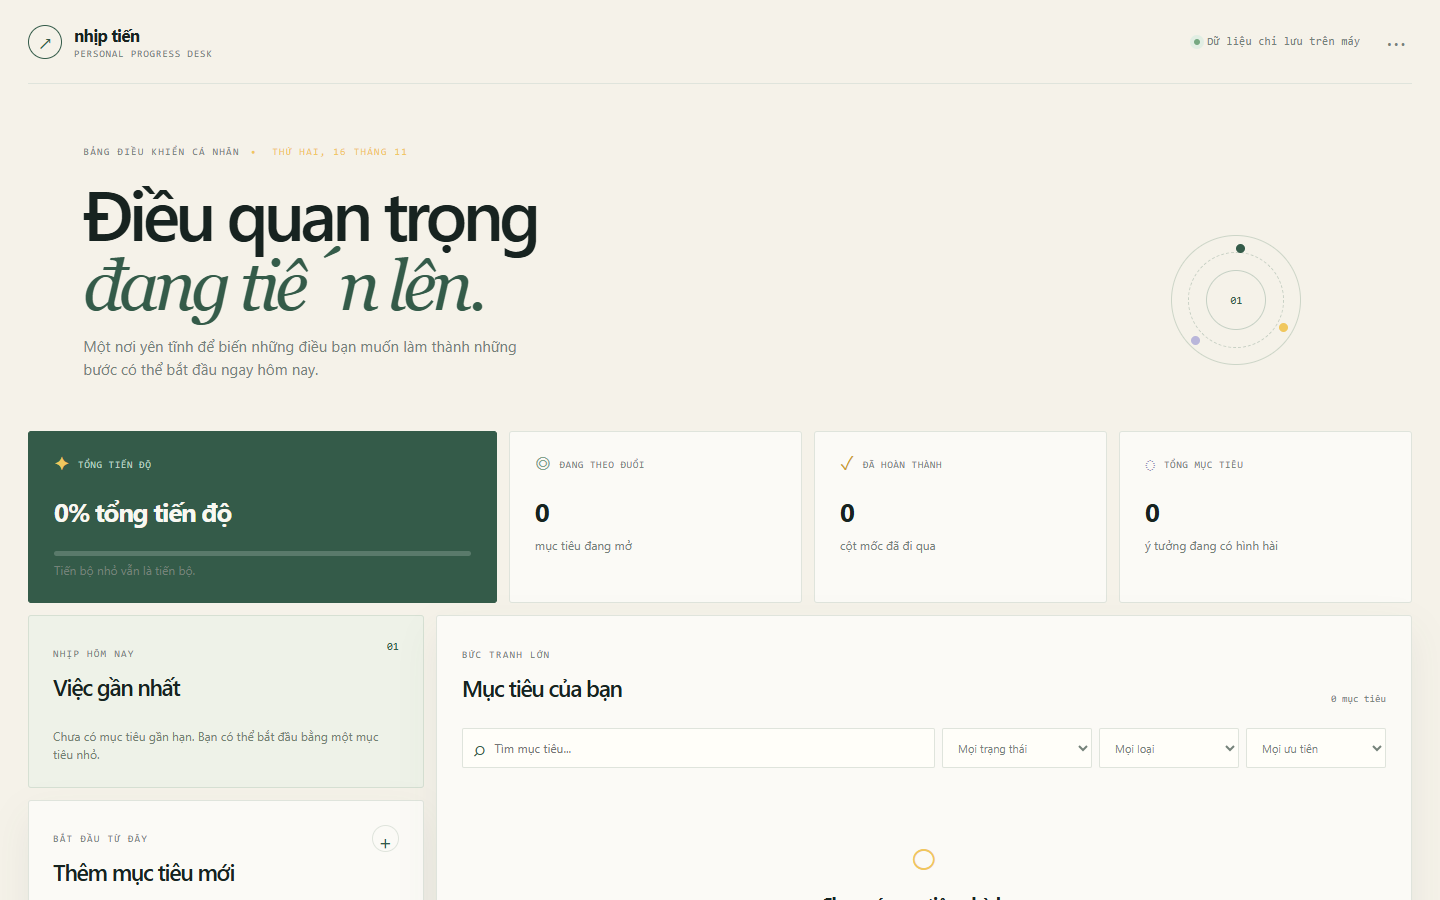 nhịp tiến
PERSONAL PROGRESS DESK
Dữ liệu chỉ lưu trên máy
BẢNG ĐIỀU KHIỂN CÁ NHÂN • THỨ HAI, 16 THÁNG 11
Điều quan trọng
đang tiến lên.
Một nơi yên tĩnh để biến những điều bạn muốn làm thành những
bước có thể bắt đầu ngay hôm nay.
01
TỔNG TIẾN ĐỘ
0% tổng tiến độ
Tiến bộ nhỏ vẫn là tiến bộ.
ĐANG THEO ĐUỔI
0
mục tiêu đang mở
ĐÃ HOÀN THÀNH
0
cột mốc đã đi qua
TỔNG MỤC TIÊU
0
ý tưởng đang có hình hài
NHỊP HÔM NAY
01
Việc gần nhất
Chưa có mục tiêu gần hạn. Bạn có thể bắt đầu bằng một mục
tiêu nhỏ.
BẮT ĐẦU TỪ ĐÂY
+
Thêm mục tiêu mới
BỨC TRANH LỚN
Mục tiêu của bạn
0 mục tiêu
Tìm mục tiêu...
Mọi trạng thái
Mọi loại
Mọi ưu tiên